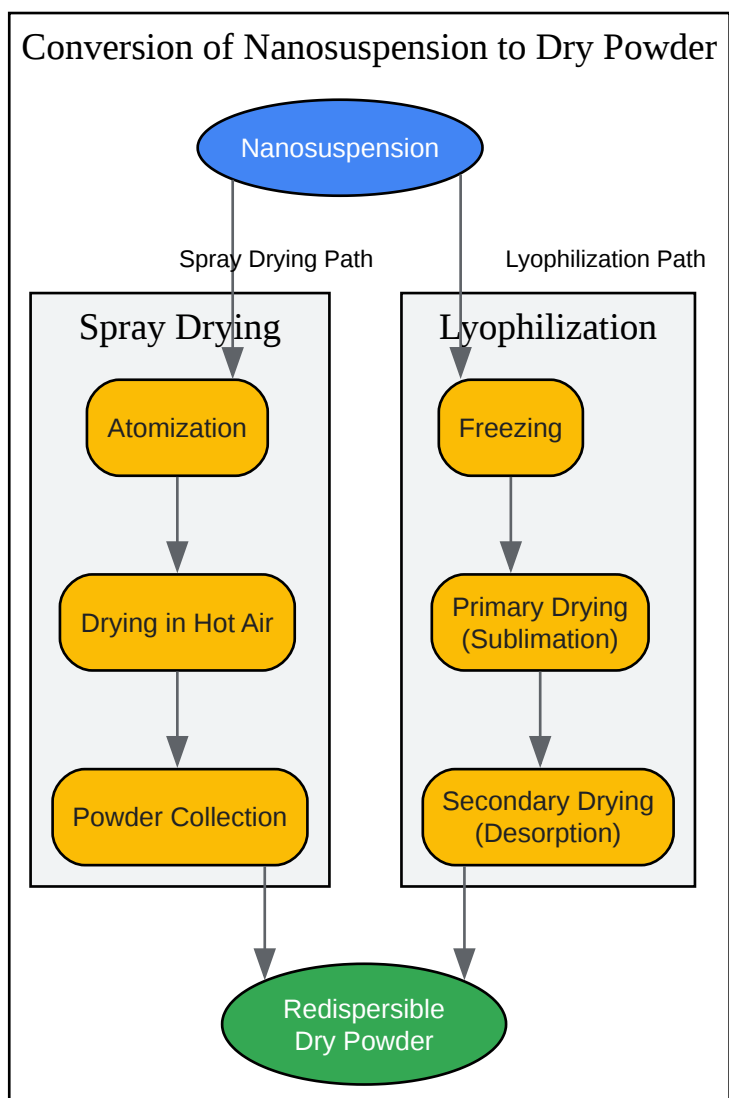 Conversion of Nanosuspension to Dry Powder
Nanosuspension
Spray Drying Path
Lyophilization Path
Spray Drying
Atomization
Drying in Hot Air
Powder Collection
Lyophilization
Freezing
Primary Drying
(Sublimation)
Secondary Drying
(Desorption)
Redispersible
Dry Powder